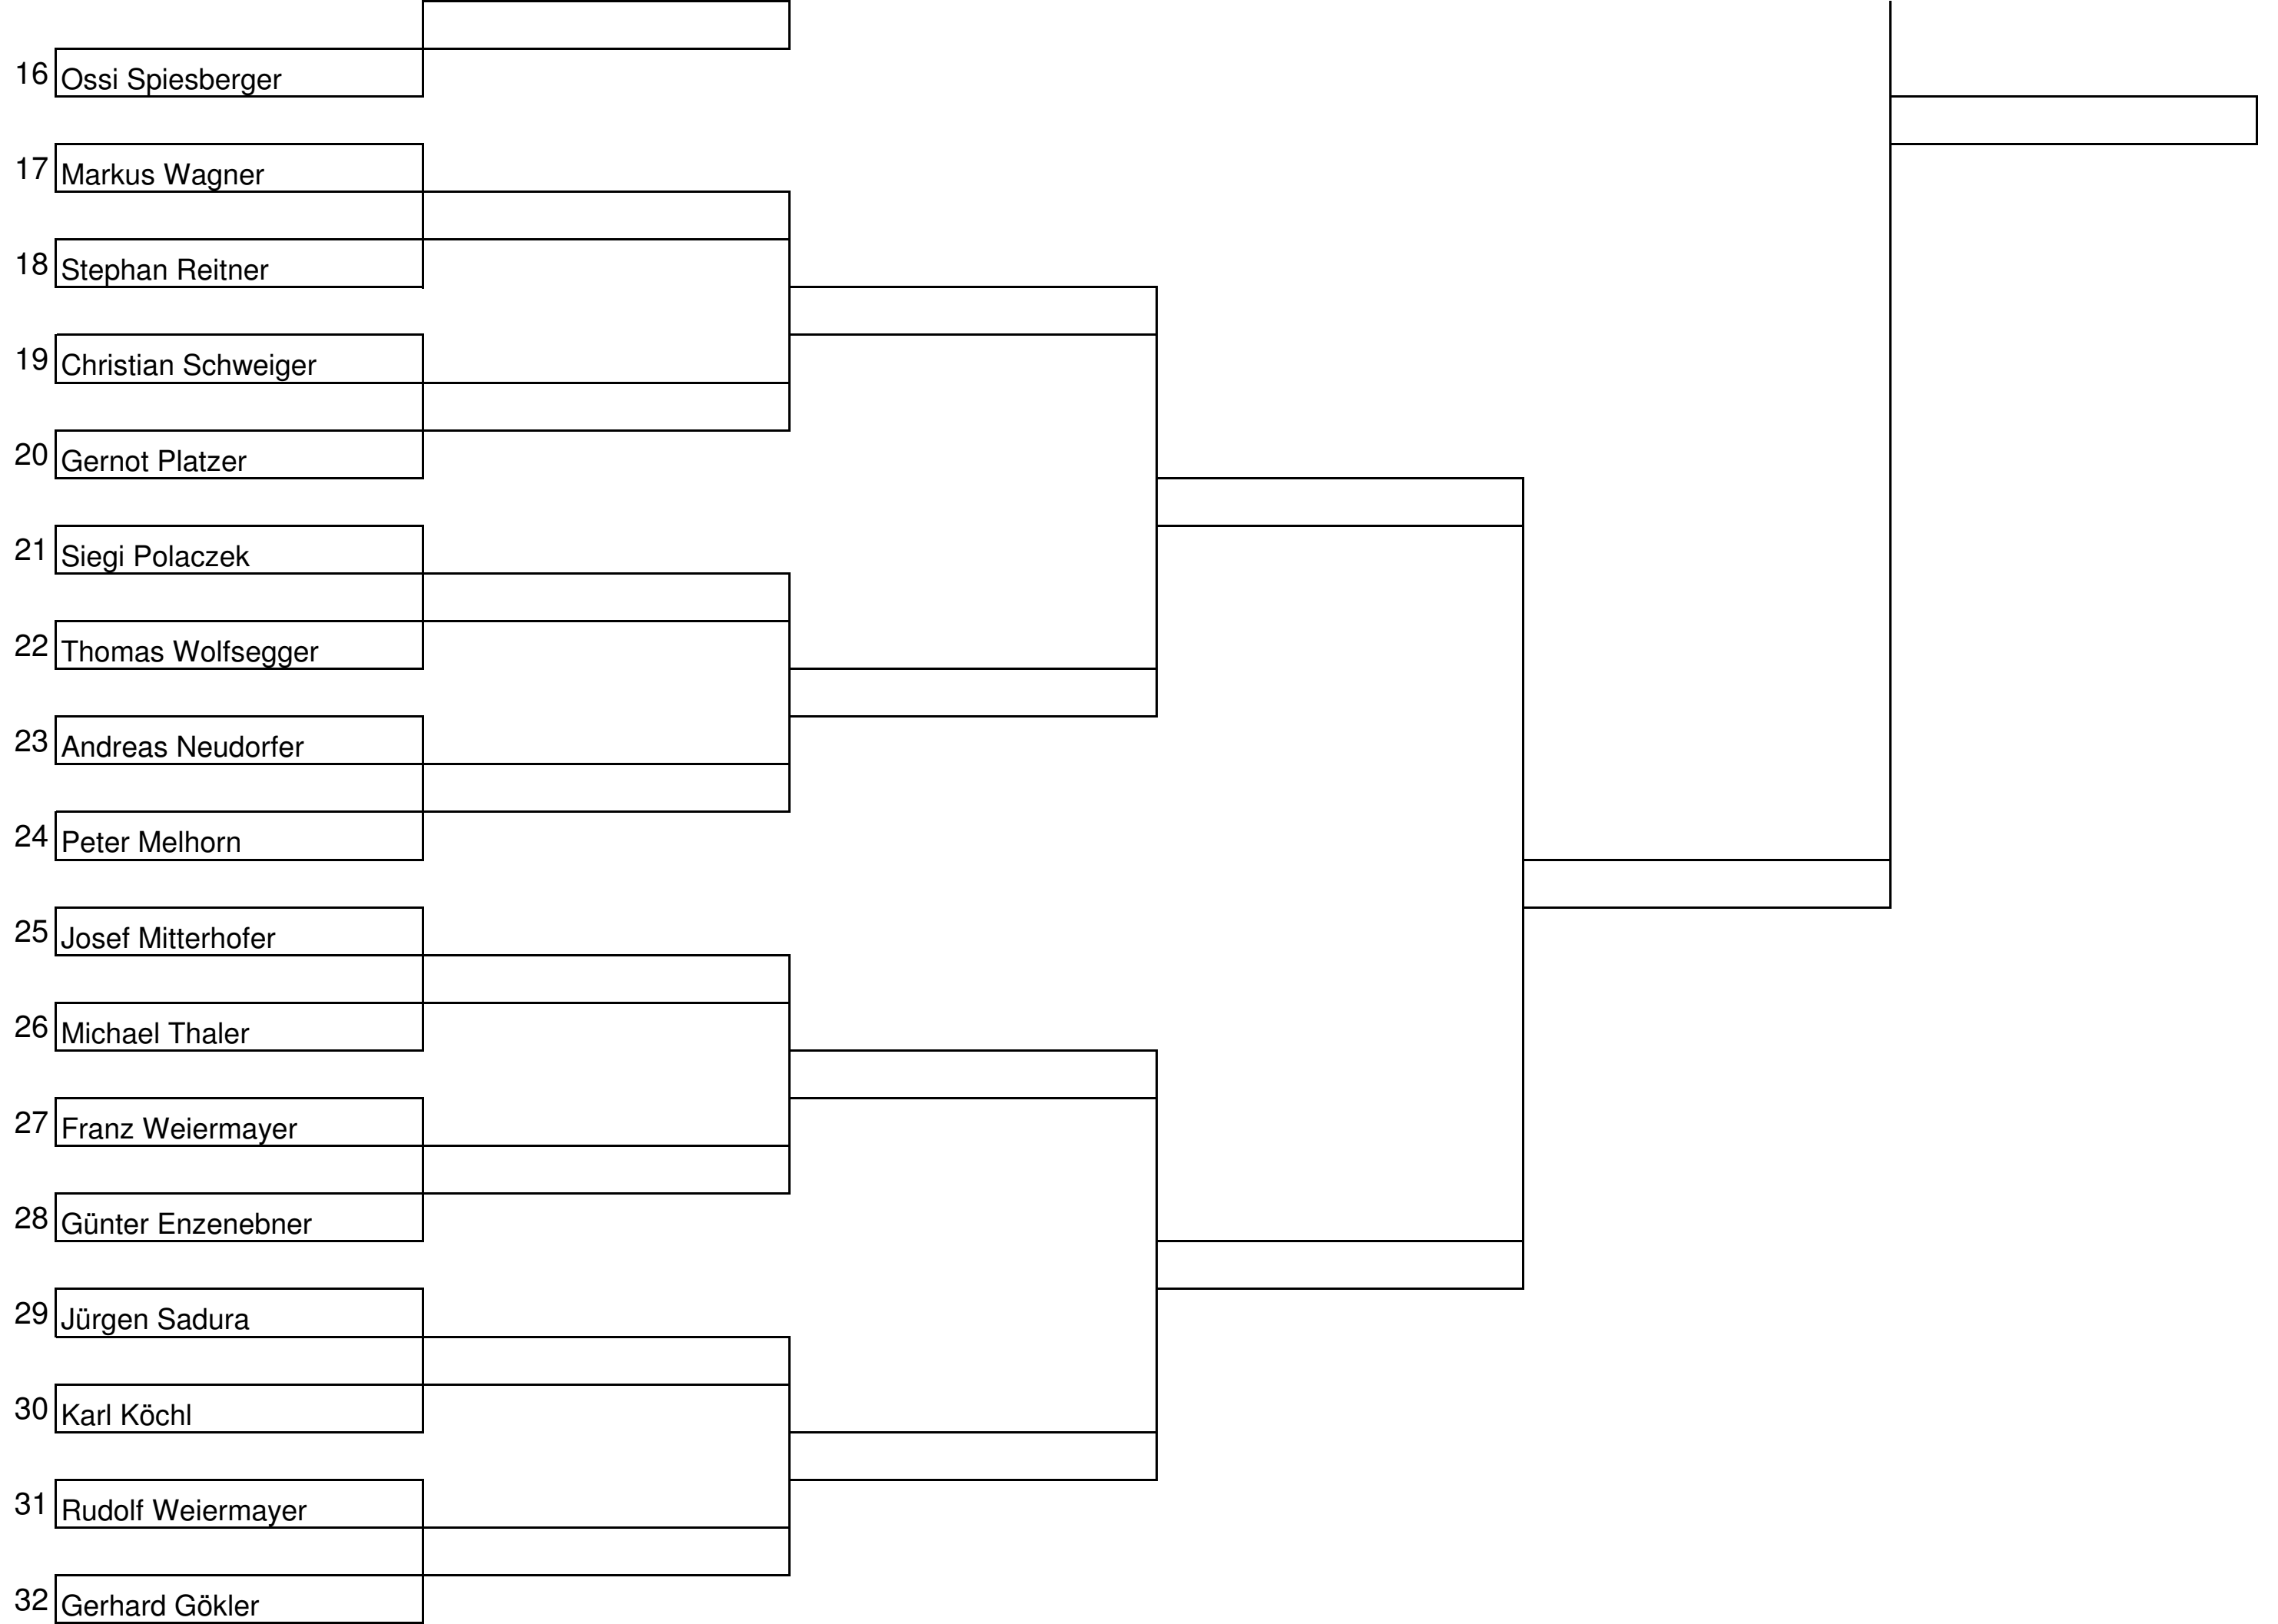 16 Ossi Spiesberger
17 Markus Wagner
18 Stephan Reitner
19 Christian Schweiger
20 Gernot Platzer
21 Siegi Polaczek
22 Thomas Wolfsegger
23 Andreas Neudorfer
24 Peter Melhorn
25 Josef Mitterhofer
26 Michael Thaler
27 Franz Weiermayer
28 Günter Enzenebner
29 Jürgen Sadura
30 Karl Köchl
31 Rudolf Weiermayer
32 Gerhard Gökler